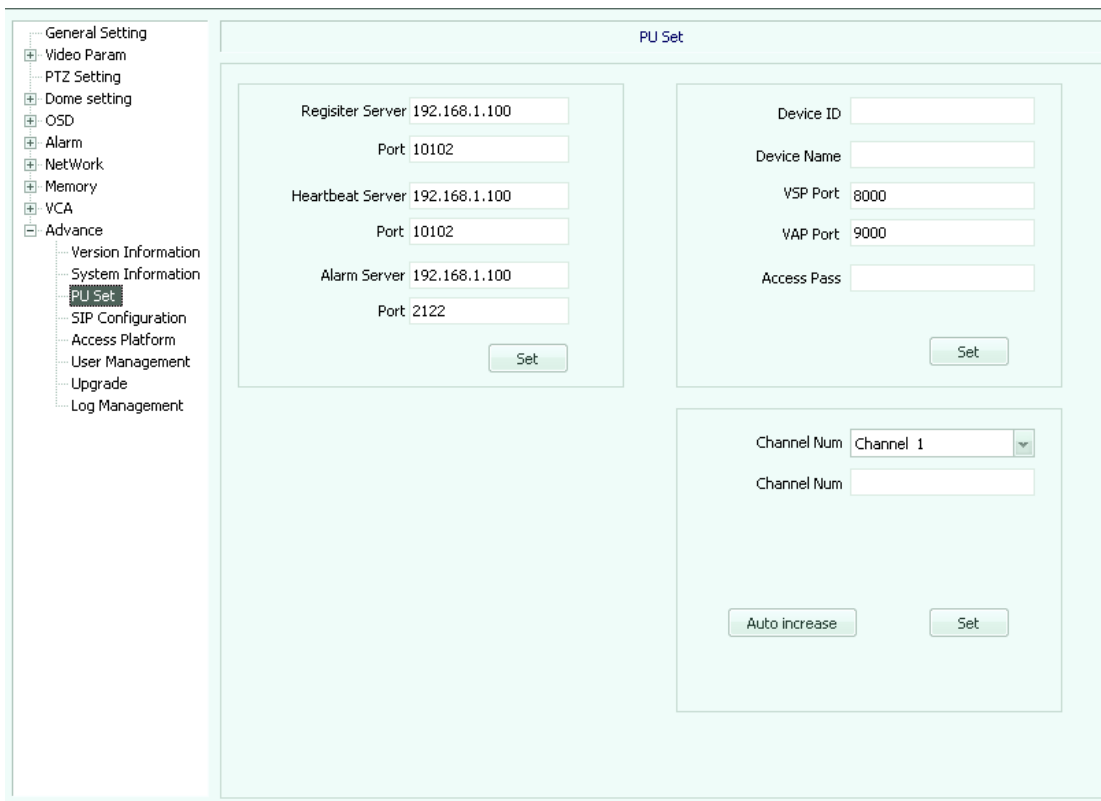 General Setting
Video Param
PTZ Setting
Dome setting
OSD
Alarm
NetWork
Memory
VCA
Advance
Version Information
System Information
PU Set
SIP Configuration
Access Platform
User Management
Upgrade
Log Management
PU Set
Regisiter Server 192.168.1.100
Port 10102
Heartbeat Server 192.168.1.100
Port 10102
Alarm Server 192.168.1.100
Port 2122
Set
Device ID
Device Name
VSP Port 8000
VAP Port 9000
Access Pass
Set
Channel Num Channel 1
Channel Num
Auto increase Set